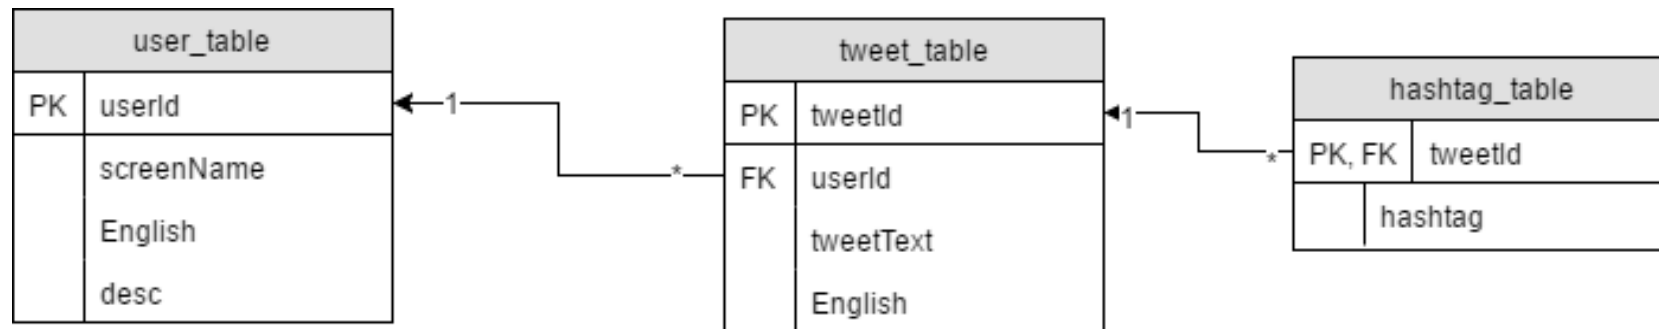 user_table
PK userId
screenName
English
desc
1
*
tweet_table
PK tweetId
FK userId
tweetText
English
1
*
hashtag_table
PK, FK tweetId
hashtag